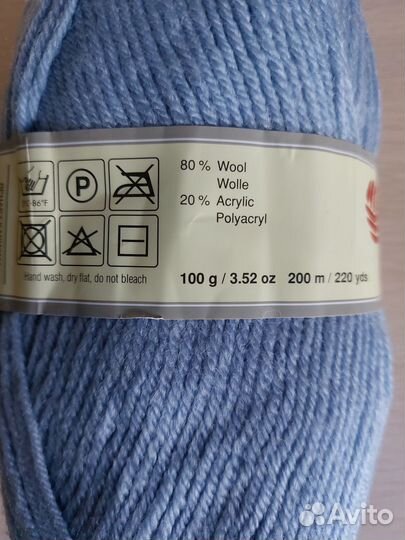 80 % Wool
Wolle
20 % Acrylic
Polyacryl
P
Hand wash, dry flat, do not bleach
100 g / 3.52 oz 200 m / 220 yds
Avito